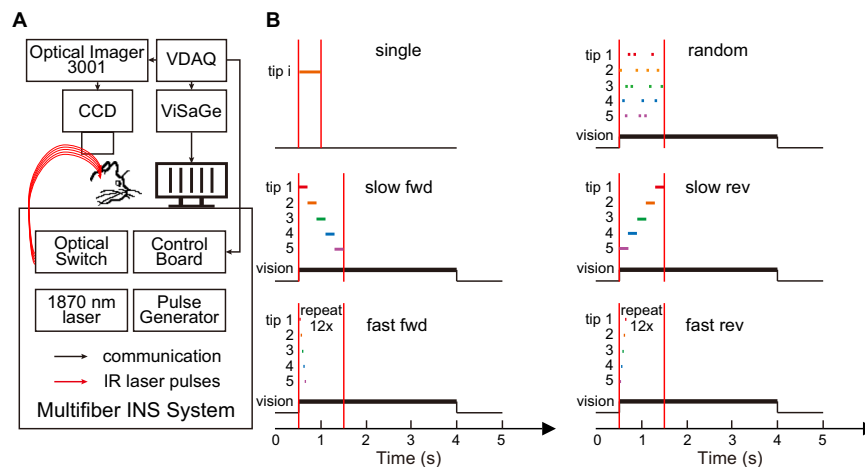 A
Optical Imager
3001
VDAQ
CCD
ViSaGe
Optical
Switch
Control
Board
1870 nm
laser
Pulse
Generator
communication
IR laser pulses
Multifiber INS System
B
single
tip i
random
tip 1
2
3
4
5
vision
slow fwd
tip 1
2
3
4
5
vision
slow rev
tip 1
2
3
4
5
vision
repeat
12x
fast fwd
tip 1
2
3
4
5
vision
repeat
12x
fast rev
tip 1
2
3
4
5
vision
0 1 2 3 4 5
Time (s)
0 1 2 3 4 5
Time (s)